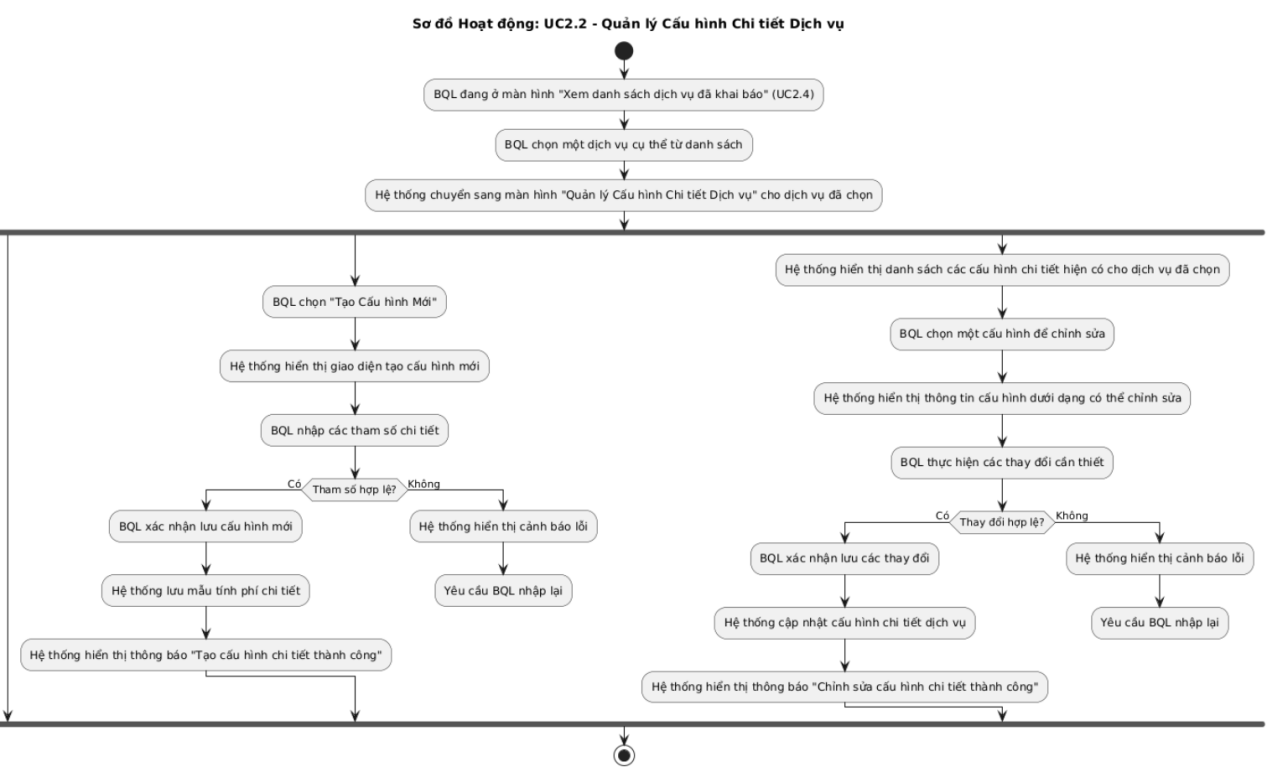 Sơ đồ Hoạt động: UC2.2 - Quản lý Cấu hình Chi tiết Dịch vụ
BQL đang ở màn hình "Xem danh sách dịch vụ đã khai báo" (UC2.4)
BQL chọn một dịch vụ cụ thể từ danh sách
Hệ thống chuyển sang màn hình "Quản lý Cấu hình Chi tiết Dịch vụ" cho dịch vụ đã chọn
BQL chọn "Tạo Cấu hình Mới"
Hệ thống hiển thị giao diện tạo cấu hình mới
BQL nhập các tham số chi tiết
Tham số hợp lệ?
Có
Không
BQL xác nhận lưu cấu hình mới
Hệ thống lưu mẫu tính phí chi tiết
Hệ thống hiển thị thông báo "Tạo cấu hình chi tiết thành công"
Hệ thống hiển thị cảnh báo lỗi
Yêu cầu BQL nhập lại
Hệ thống hiển thị danh sách các cấu hình chi tiết hiện có cho dịch vụ đã chọn
BQL chọn một cấu hình để chỉnh sửa
Hệ thống hiển thị thông tin cấu hình dưới dạng có thể chỉnh sửa
BQL thực hiện các thay đổi cần thiết
Thay đổi hợp lệ?
Có
Không
BQL xác nhận lưu các thay đổi
Hệ thống cập nhật cấu hình chi tiết dịch vụ
Hệ thống hiển thị thông báo "Chỉnh sửa cấu hình chi tiết thành công"
Hệ thống hiển thị cảnh báo lỗi
Yêu cầu BQL nhập lại